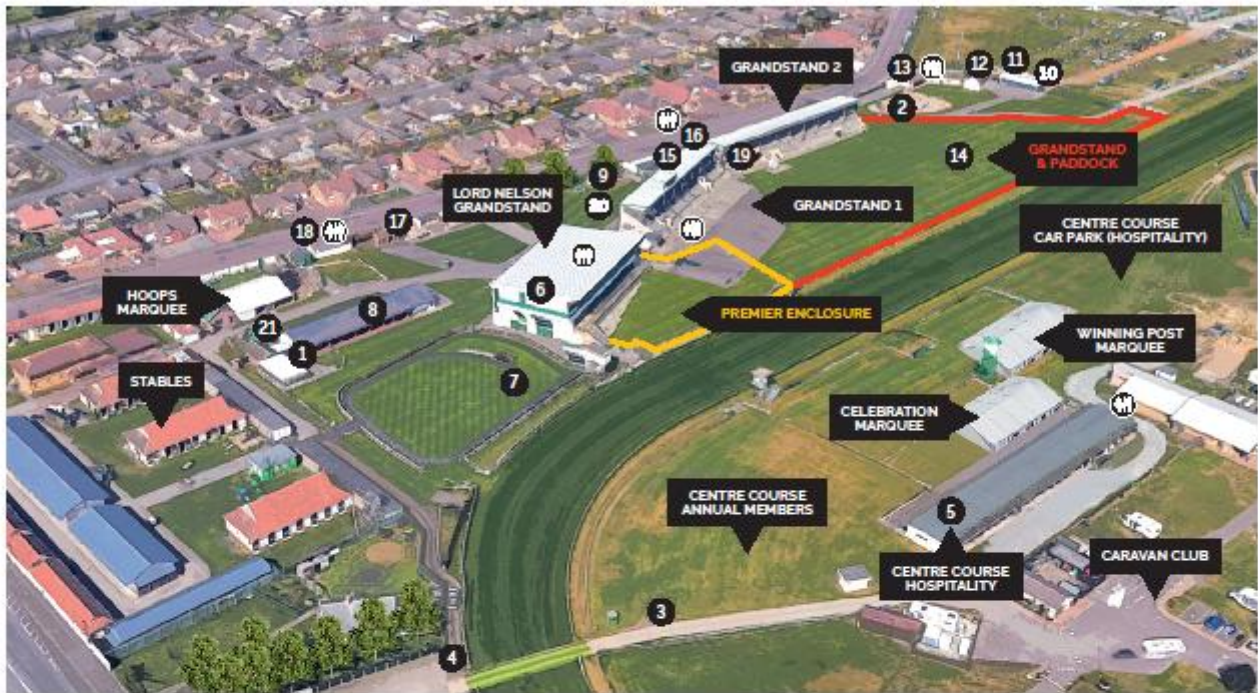 GRANDSTAND 2
13
12
11
10
2
16
15
19
14
GRANDSTAND
& PADDOCK
9
LORD NELSON
GRANDSTAND
GRANDSTAND 1
CENTRE COURSE
CAR PARK (HOSPITALITY)
18
17
6
HOOPS
MARQUEE
8
PREMIER ENCLOSURE
21
1
WINNING POST
MARQUEE
STABLES
7
CELEBRATION
MARQUEE
CENTRE COURSE
ANNUAL MEMBERS
5
CENTRE COURSE
HOSPITALITY
CARAVAN CLUB
3
4